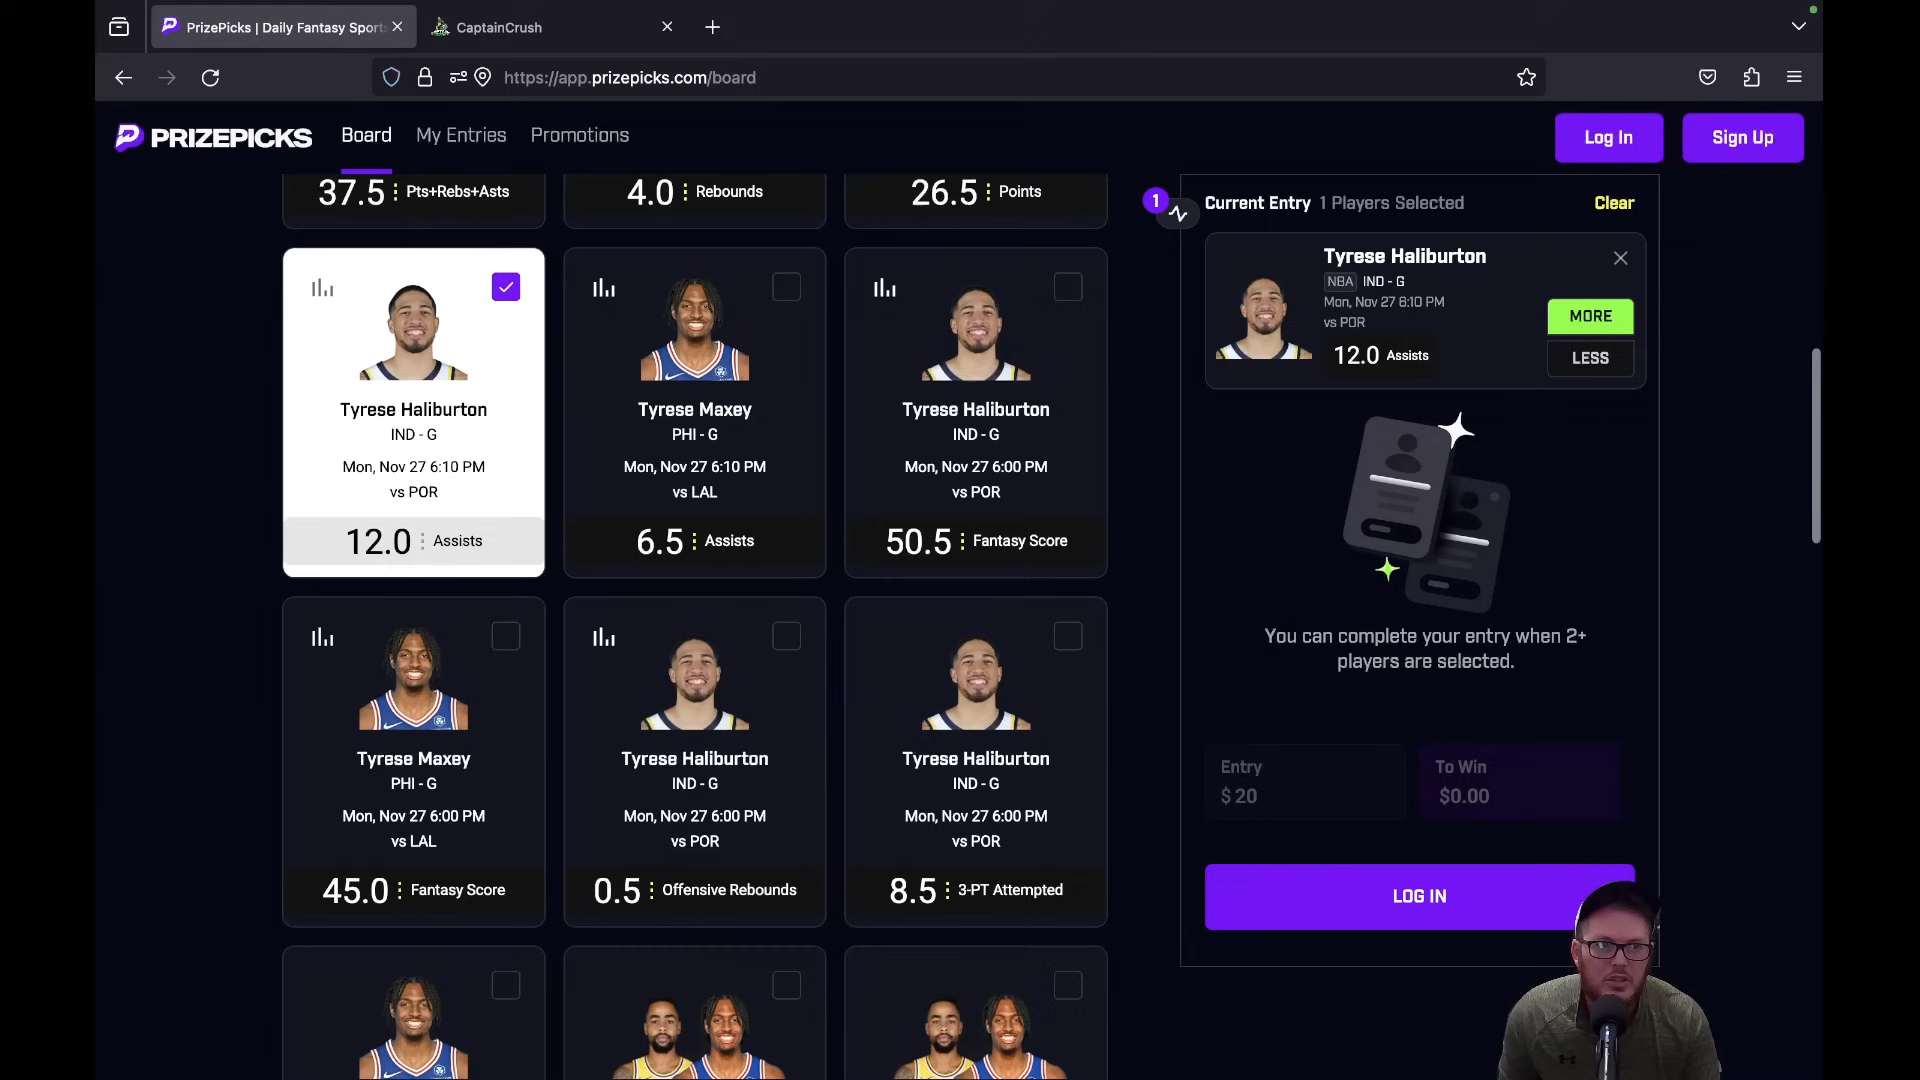 PrizePicks | Daily Fantasy Sports
CaptainCrush
https://app.prizepicks.com/board
PRIZEPICKS
Board
My Entries
Promotions
Log In
Sign Up
37.5 Pts+Rebs+Asts
4.0 Rebounds
26.5 Points
Tyrese Haliburton
IND - G
Mon, Nov 27 6:10 PM
vs POR
12.0 Assists
Tyrese Maxey
PHI - G
Mon, Nov 27 6:10 PM
vs LAL
6.5 Assists
Tyrese Haliburton
IND - G
Mon, Nov 27 6:00 PM
vs POR
50.5 Fantasy Score
Tyrese Maxey
PHI - G
Mon, Nov 27 6:00 PM
vs LAL
45.0 Fantasy Score
Tyrese Haliburton
IND - G
Mon, Nov 27 6:00 PM
vs POR
0.5 Offensive Rebounds
Tyrese Haliburton
IND - G
Mon, Nov 27 6:00 PM
vs POR
8.5 3-PT Attempted
1
Current Entry 1 Players Selected
Clear
Tyrese Haliburton
NBA IND - G
Mon, Nov 27 6:10 PM
vs POR
12.0 Assists
MORE
LESS
You can complete your entry when 2+
players are selected.
Entry
$ 20
To Win
$0.00
LOG IN